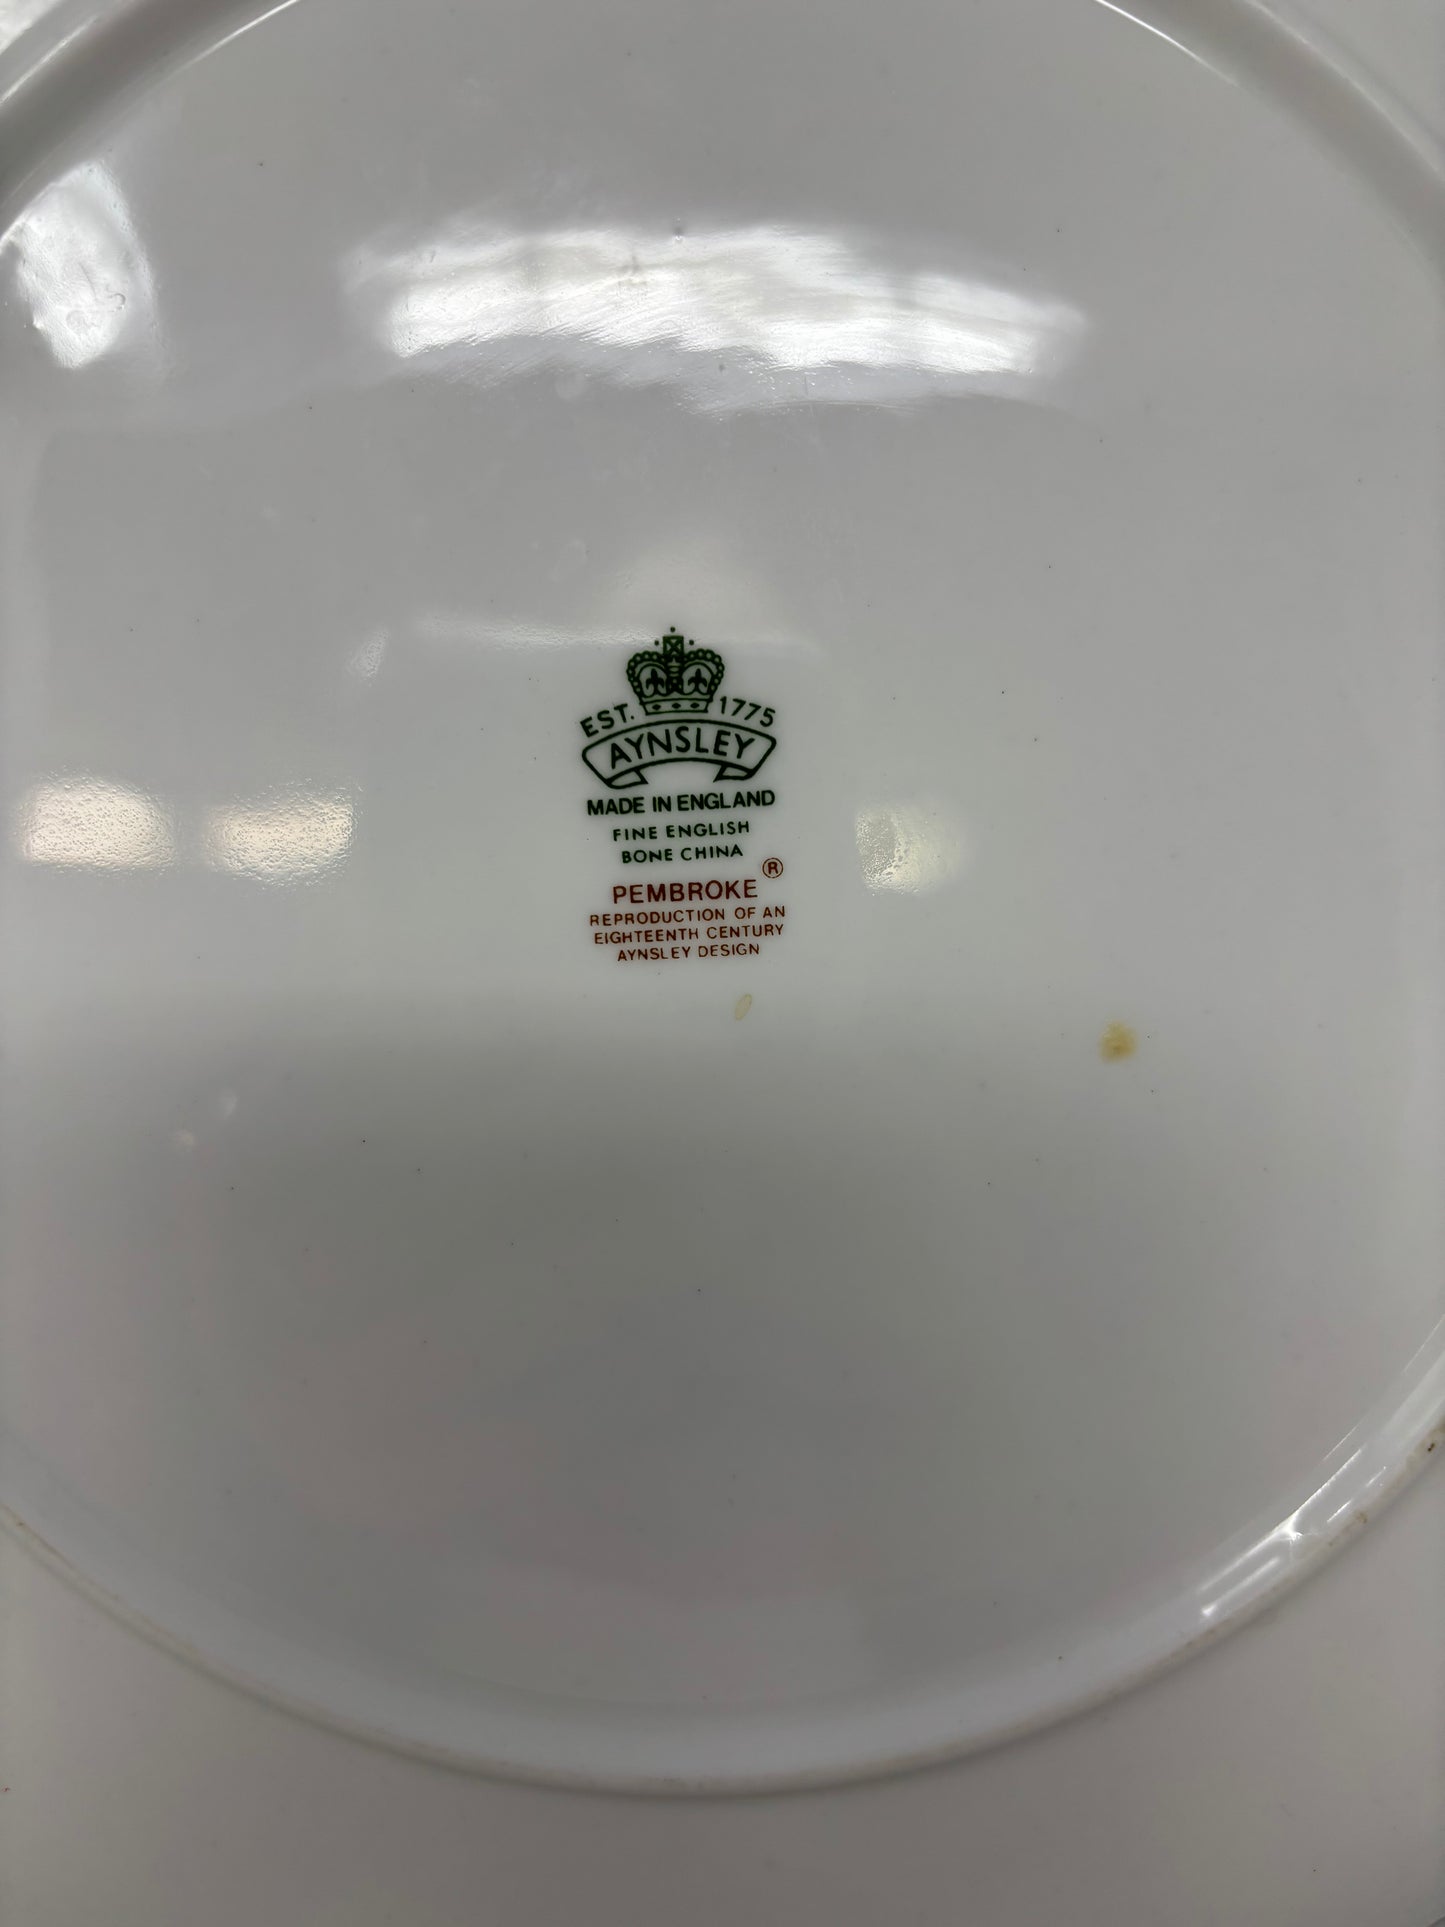 EST. 1775
AYNSLEY
MADE IN ENGLAND
FINE ENGLISH
BONE CHINA
PEMBROKE ®
REPRODUCTION OF AN
EIGHTEENTH CENTURY
AYNSLEY DESIGN